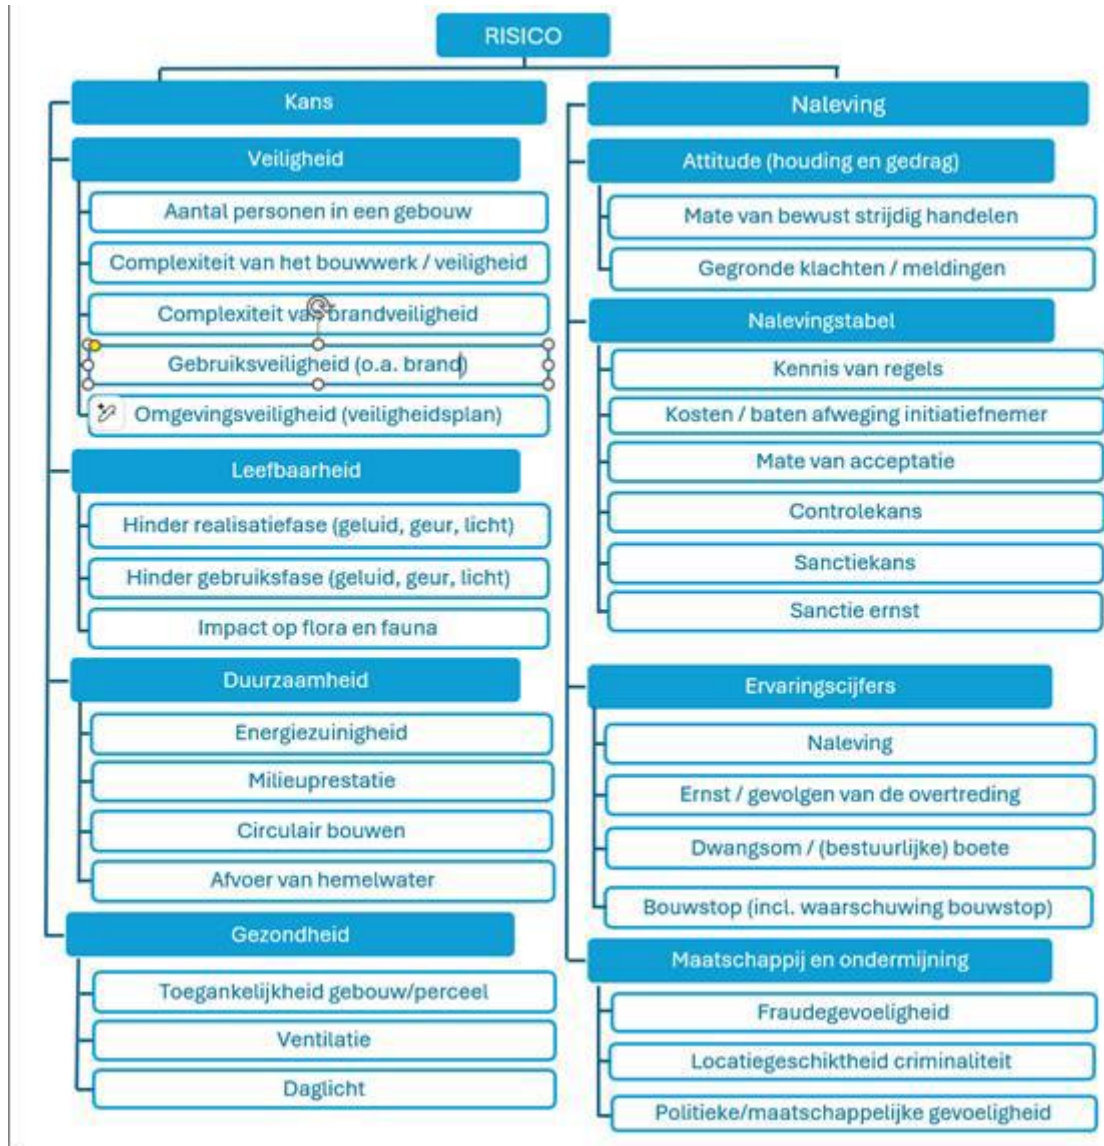 RISICO
Kans
Veiligheid
Aantal personen in een gebouw
Complexiteit van het bouwwerk / veiligheid
Complexiteit van brandveiligheid
Gebruiksveiligheid (o.a. brand)
Omgevingsveiligheid (veiligheidsplan)
Leefbaarheid
Hinder realisatiefase (geluid, geur, licht)
Hinder gebruiksfase (geluid, geur, licht)
Impact op flora en fauna
Duurzaamheid
Energiezuinigheid
Milieuprestatie
Circulair bouwen
Afvoer van hemelwater
Gezondheid
Toegankelijkheid gebouw/perceel
Ventilatie
Daglicht
Naleving
Attitude (houding en gedrag)
Mate van bewust strijdig handelen
Gegronde klachten / meldingen
Nalevingstabel
Kennis van regels
Kosten / baten afweging initiatiefnemer
Mate van acceptatie
Controlekans
Sanctiekans
Sanctie ernst
Ervaringscijfers
Naleving
Ernst / gevolgen van de overtreding
Dwangsom / (bestuurlijke) boete
Bouwstop (incl. waarschuwing bouwstop)
Maatschappij en ondermijning
Fraudegevoeligheid
Locatiegeschiktheid criminaliteit
Politieke/maatschappelijke gevoeligheid